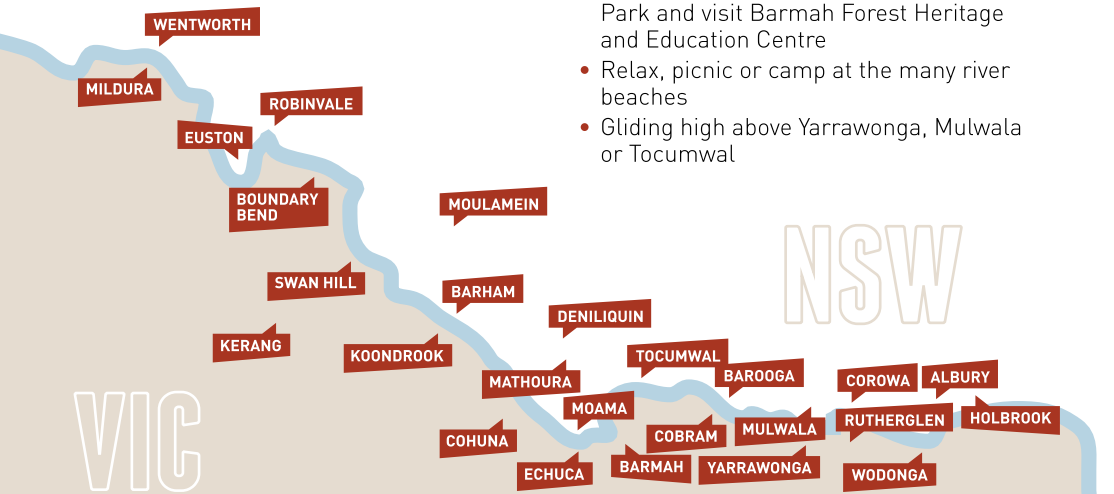 Park and visit Barmah Forest Heritage
and Education Centre
• Relax, picnic or camp at the many river
beaches
• Gliding high above Yarrawonga, Mulwala
or Tocumwal
WENTWORTH
MILDURA
ROBINVALE
EUSTON
BOUNDARY
BEND
MOULAMEIN
NSW
SWAN HILL
BARHAM
DENILIQUIN
KERANG
KOONDROOK
TOCUMWAL
BAROOGA
MATHOURA
COROWA
ALBURY
MOAMA
RUTHERGLEN
HOLBROOK
VIC
COHUNA
COBRAM
MULWALA
ECHUCA
BARMAH
YARRAWONGA
WODONGA